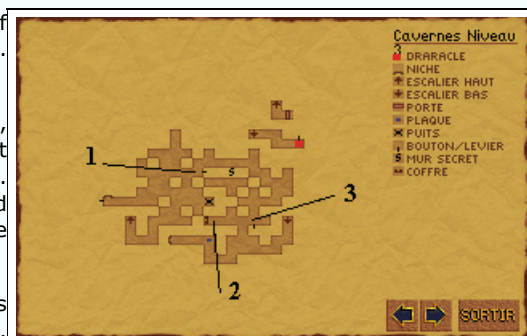 f
.
Cavernes Niveau
3
DRARACLE
NICHE
ESCALIER HAUT
ESCALIER BAS
PORTE
PLAQUE
PUITS
BOUTON/LEVIER
S MUR SECRET
COFFRE
,
t
1
S
.
3
d
e
2
s
SORTIR